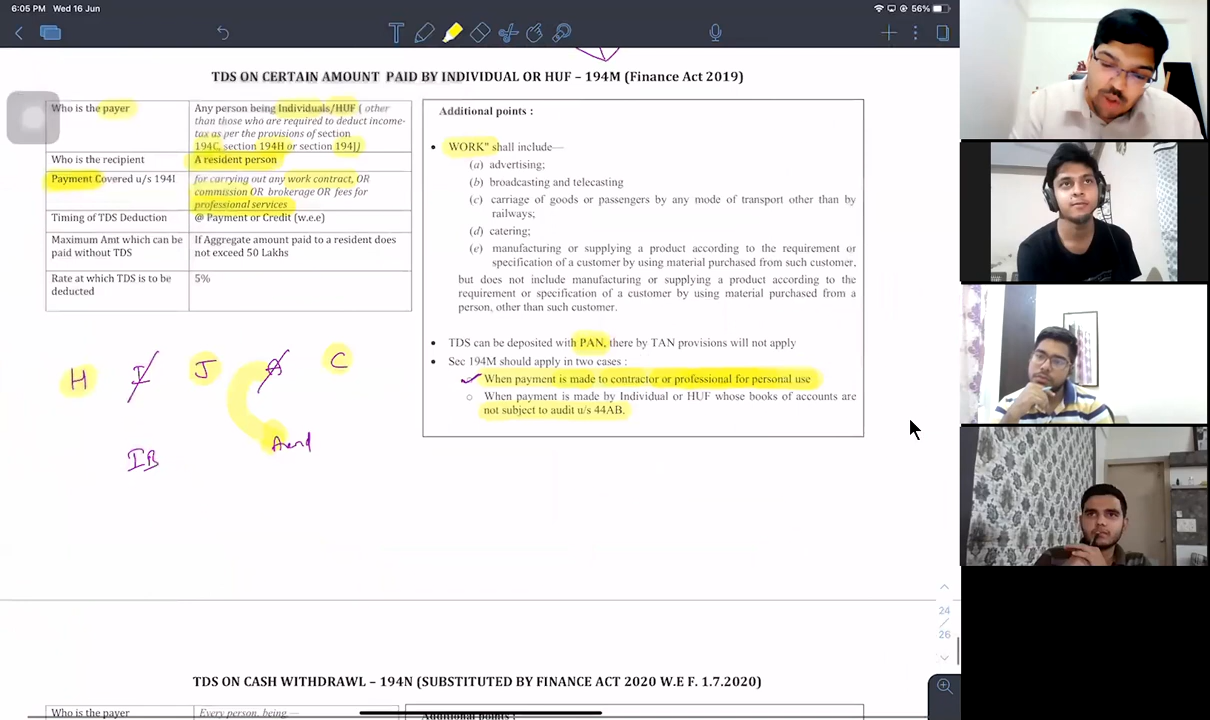 6:05 PM Wed 16 Jun
56%
TDS ON CERTAIN AMOUNT PAID BY INDIVIDUAL OR HUF – 194M (Finance Act 2019)
Who is the payer
Any person being Individuals/HUF ( other
than those who are required to deduct income-
tax as per the provisions of section
194C, section 194H or section 194J)
Who is the recipient
A resident person
Payment Covered u/s 194I
for carrying out any work contract, OR
commission OR brokerage OR fees for
professional services
Timing of TDS Deduction
@ Payment or Credit (w.e.e)
Maximum Amt which can be
paid without TDS
If Aggregate amount paid to a resident does
not exceed 50 Lakhs
Rate at which TDS is to be
deducted
5%
H I J A C
IB
Additional points :
• WORK" shall include—
(a) advertising;
(b) broadcasting and telecasting
(c) carriage of goods or passengers by any mode of transport other than by
railways;
(d) catering;
(e) manufacturing or supplying a product according to the requirement or
specification of a customer by using material purchased from such customer,
but does not include manufacturing or supplying a product according to the
requirement or specification of a customer by using material purchased from a
person, other than such customer.
• TDS can be deposited with PAN, there by TAN provisions will not apply
• Sec 194M should apply in two cases :
When payment is made to contractor or professional for personal use
o When payment is made by Individual or HUF whose books of accounts are
not subject to audit u/s 44AB.
24
/
26
TDS ON CASH WITHDRAWL – 194N (SUBSTITUTED BY FINANCE ACT 2020 W.E F. 1.7.2020)
Who is the payer
Every person, being.—
Additional points :